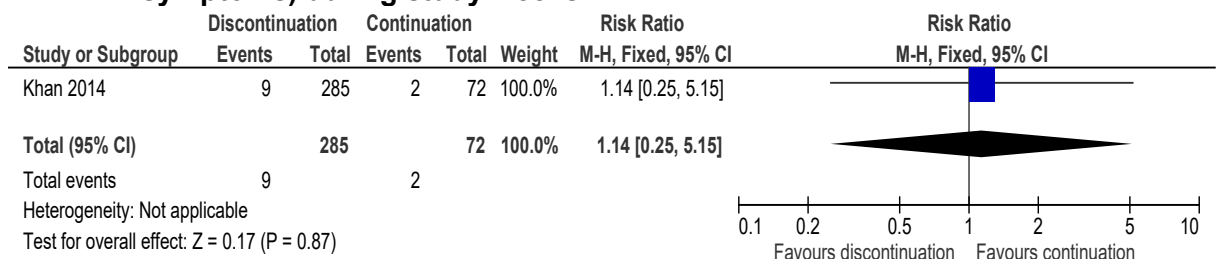 Discontinuation Continuation Risk Ratio Risk Ratio
Study or Subgroup Events Total Events Total Weight M-H, Fixed, 95% CI M-H, Fixed, 95% CI
Khan 2014 9 285 2 72 100.0% 1.14 [0.25, 5.15]
Total (95% CI) 285 72 100.0% 1.14 [0.25, 5.15]
Total events 9 2
Heterogeneity: Not applicable
Test for overall effect: Z = 0.17 (P = 0.87)
0.1 0.2 0.5 1 2 5 10
Favours discontinuation Favours continuation